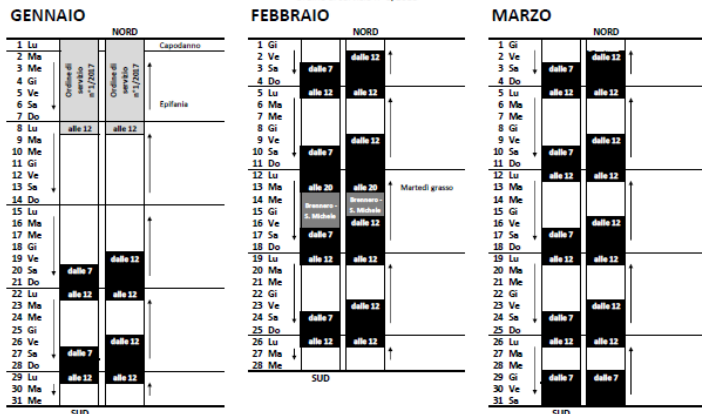 GENNAIO
NORD
1 Lu Capodanno
2 Ma
3 Me
4 Gi
5 Ve
6 Sa Epifania
7 Do
Ordine di
servizio
n°1/2017
Ordine di
servizio
n°1/2017
8 Lu alle 12 alle 12
9 Ma
10 Me
11 Gi
12 Ve
13 Sa
14 Do
15 Lu
16 Ma
17 Me
18 Gi
19 Ve dalle 12
20 Sa dalle 7
21 Do
22 Lu alle 12 alle 12
23 Ma
24 Me
25 Gi
26 Ve dalle 12
27 Sa dalle 7
28 Do
29 Lu alle 12 alle 12
30 Ma
31 Me
SUD
FEBBRAIO
NORD
1 Gi
2 Ve dalle 12
3 Sa dalle 7
4 Do
5 Lu alle 12 alle 12
6 Ma
7 Me
8 Gi
9 Ve dalle 12
10 Sa dalle 7
11 Do
12 Lu
13 Ma alle 20 alle 20 Martedì grasso
14 Me Brennero - Brennero -
15 Gi S. Michele S. Michele
16 Ve dalle 12
17 Sa dalle 7
18 Do
19 Lu alle 12 alle 12
20 Ma
21 Me
22 Gi
23 Ve dalle 12
24 Sa dalle 7
25 Do
26 Lu alle 12 alle 12
27 Ma
28 Me
SUD
MARZO
NORD
1 Gi
2 Ve dalle 12
3 Sa dalle 7
4 Do
5 Lu alle 12 alle 12
6 Ma
7 Me
8 Gi
9 Ve dalle 12
10 Sa dalle 7
11 Do
12 Lu alle 12 alle 12
13 Ma
14 Me
15 Gi
16 Ve dalle 12
17 Sa dalle 7
18 Do
19 Lu alle 12 alle 12
20 Ma
21 Me
22 Gi
23 Ve dalle 12
24 Sa dalle 7
25 Do
26 Lu alle 12 alle 12
27 Ma
28 Me
29 Gi dalle 7 dalle 7
30 Ve
31 Sa
SUD